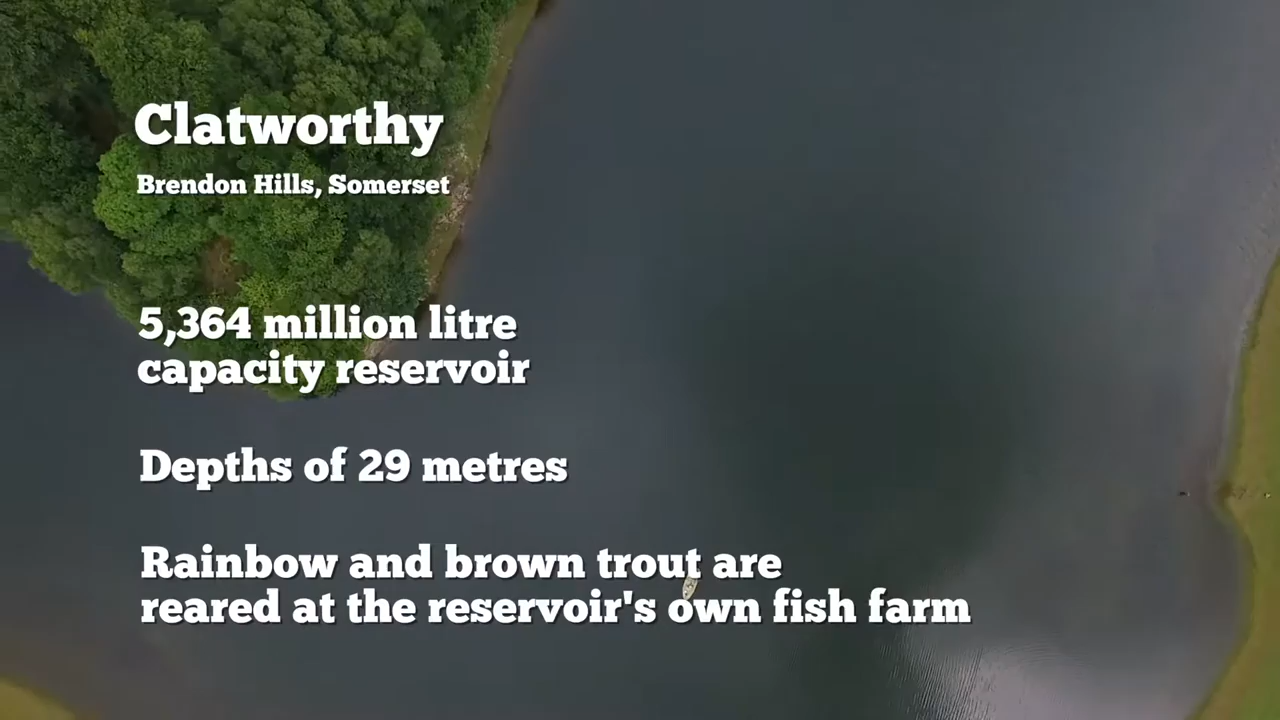 Clatworthy
Brendon Hills, Somerset
5,364 million litre
capacity reservoir
Depths of 29 metres
Rainbow and brown trout are
reared at the reservoir's own fish farm